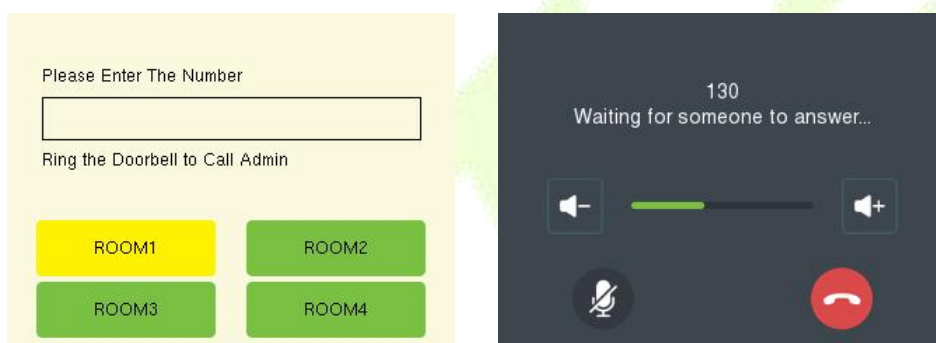 Please Enter The Number
Ring the Doorbell to Call Admin
ROOM1
ROOM2
ROOM3
ROOM4
130
Waiting for someone to answer...